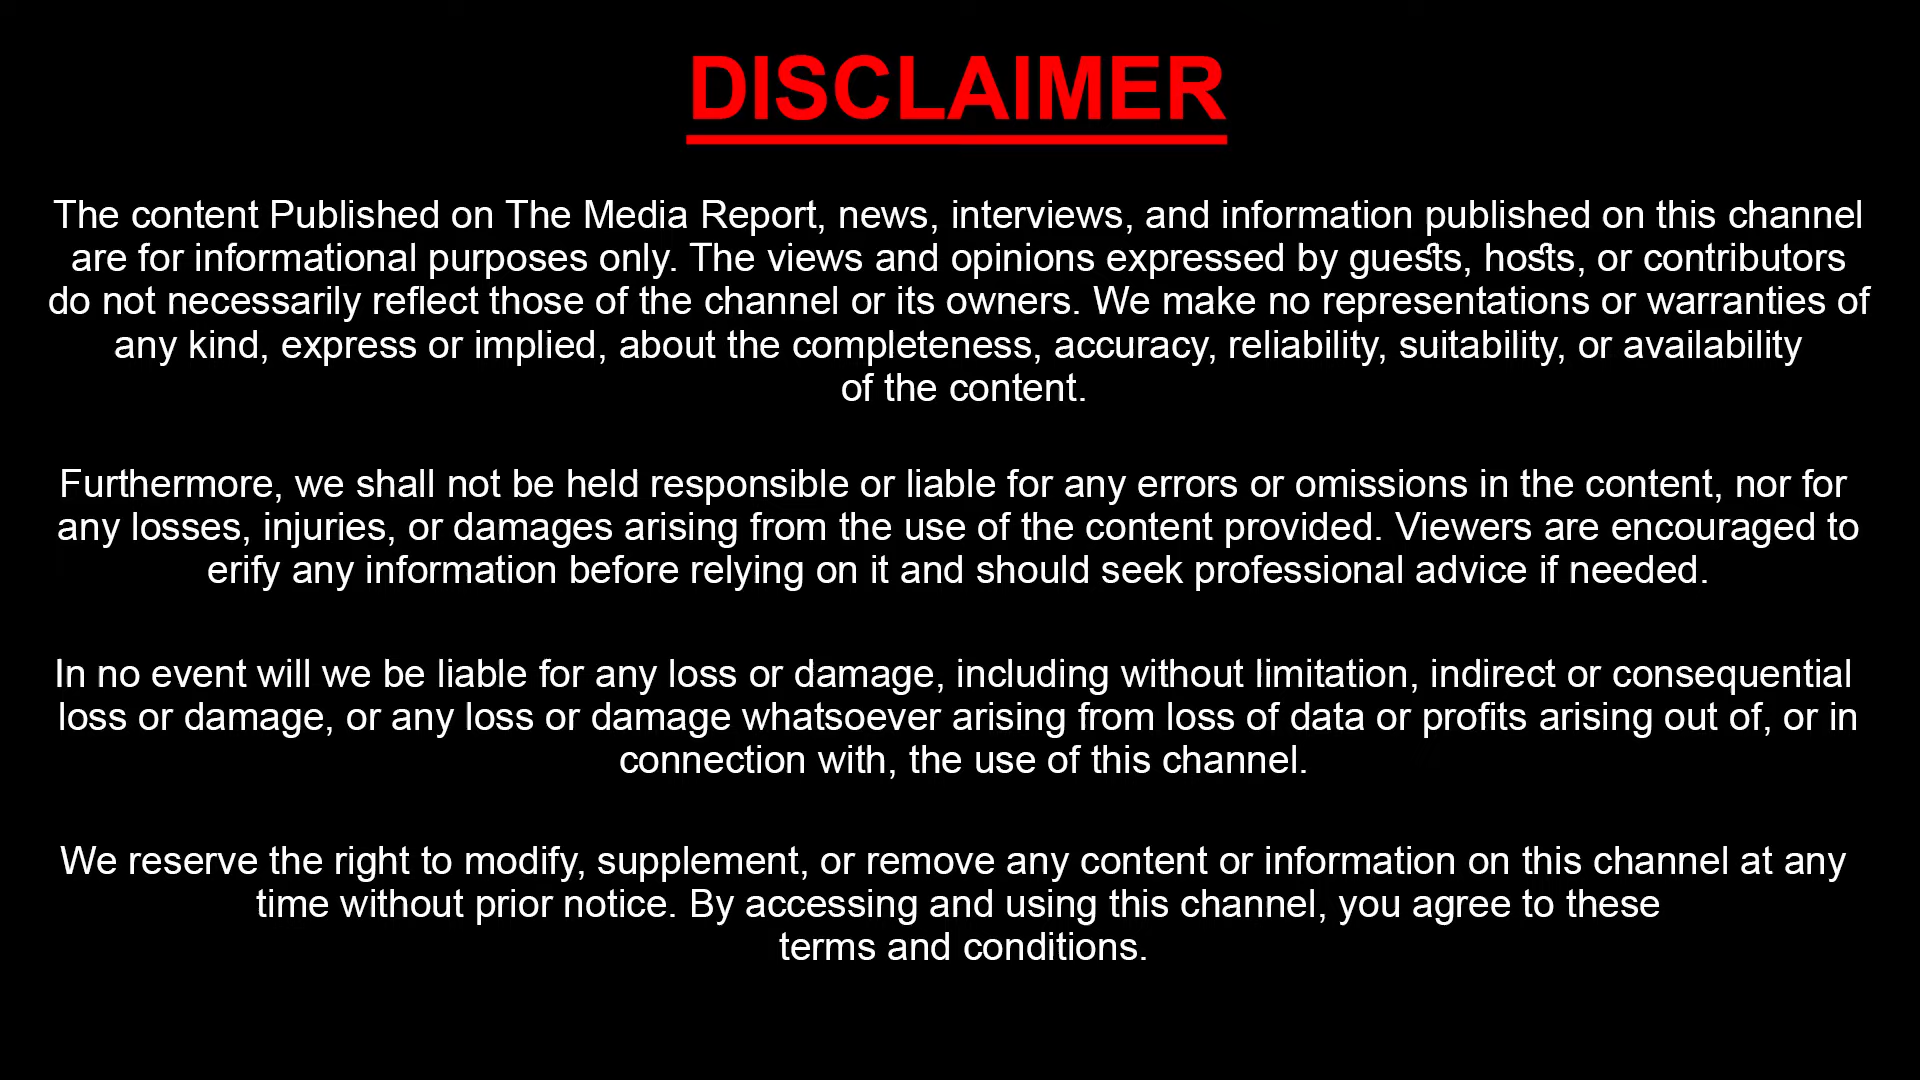 DISCLAIMER
The content Published on The Media Report, news, interviews, and information published on this channel
are for informational purposes only. The views and opinions expressed by guests, hosts, or contributors
do not necessarily reflect those of the channel or its owners. We make no representations or warranties of
any kind, express or implied, about the completeness, accuracy, reliability, suitability, or availability
of the content.
Furthermore, we shall not be held responsible or liable for any errors or omissions in the content, nor for
any losses, injuries, or damages arising from the use of the content provided. Viewers are encouraged to
erify any information before relying on it and should seek professional advice if needed.
In no event will we be liable for any loss or damage, including without limitation, indirect or consequential
loss or damage, or any loss or damage whatsoever arising from loss of data or profits arising out of, or in
connection with, the use of this channel.
We reserve the right to modify, supplement, or remove any content or information on this channel at any
time without prior notice. By accessing and using this channel, you agree to these
terms and conditions.